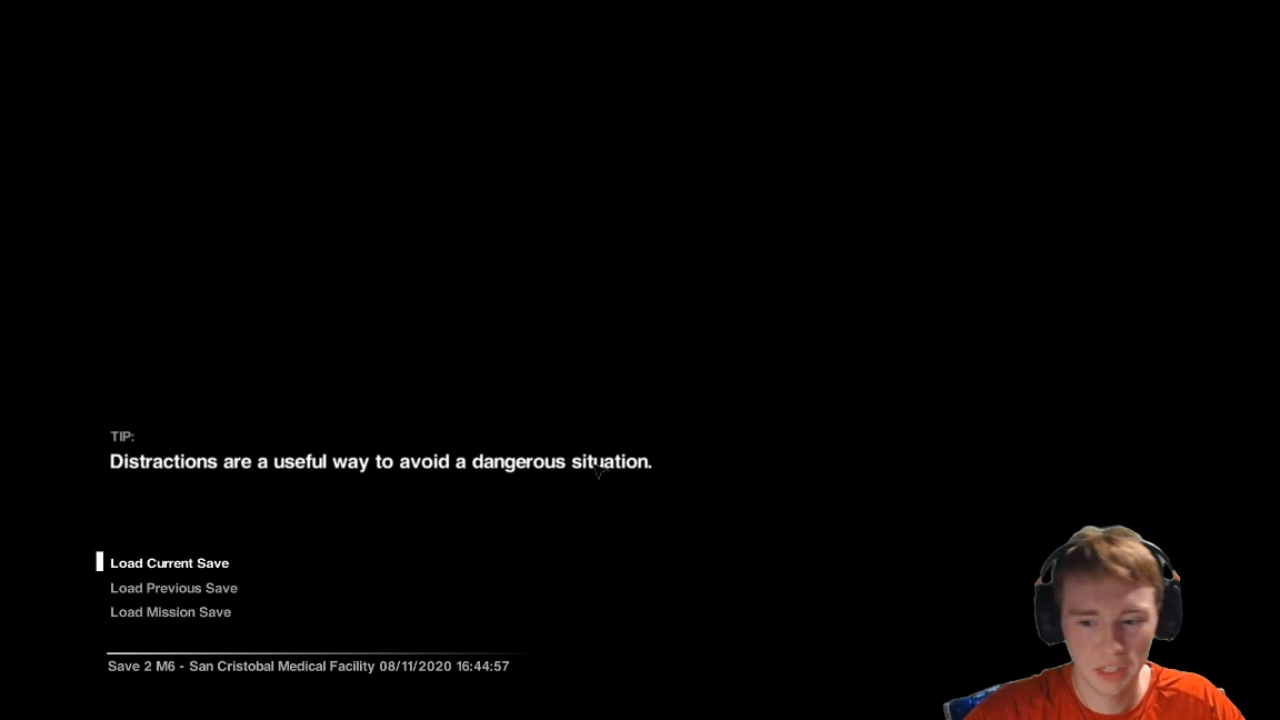 TIP:
Distractions are a useful way to avoid a dangerous situation.
Load Current Save
Load Previous Save
Load Mission Save
Save 2 M6 - San Cristobal Medical Facility 08/11/2020 16:44:57